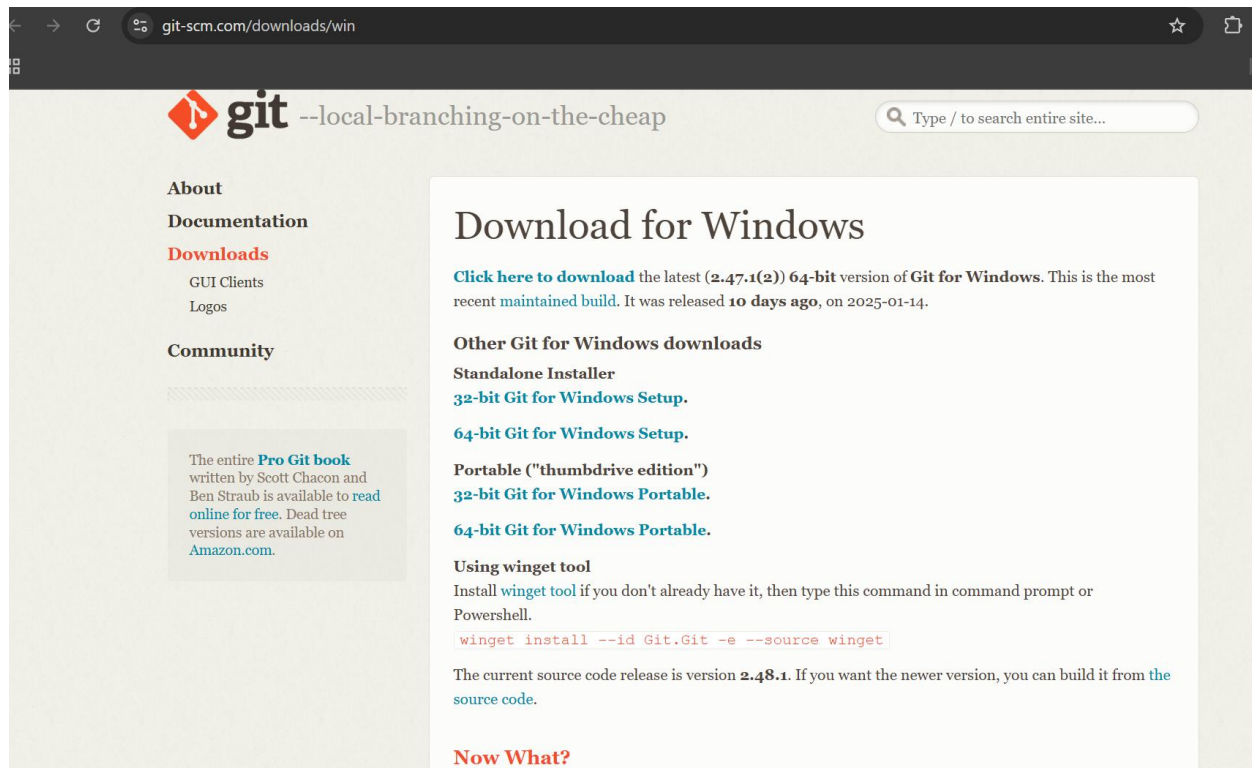 git-scm.com/downloads/win
git --local-branching-on-the-cheap
Type / to search entire site...
About
Documentation
Downloads
GUI Clients
Logos
Community
The entire Pro Git book
written by Scott Chacon and
Ben Straub is available to read
online for free. Dead tree
versions are available on
Amazon.com.
Download for Windows
Click here to download the latest (2.47.1(2)) 64-bit version of Git for Windows. This is the most
recent maintained build. It was released 10 days ago, on 2025-01-14.
Other Git for Windows downloads
Standalone Installer
32-bit Git for Windows Setup.
64-bit Git for Windows Setup.
Portable ("thumbdrive edition")
32-bit Git for Windows Portable.
64-bit Git for Windows Portable.
Using winget tool
Install winget tool if you don't already have it, then type this command in command prompt or
Powershell.
winget install --id Git.Git -e --source winget
The current source code release is version 2.48.1. If you want the newer version, you can build it from the
source code.
Now What?